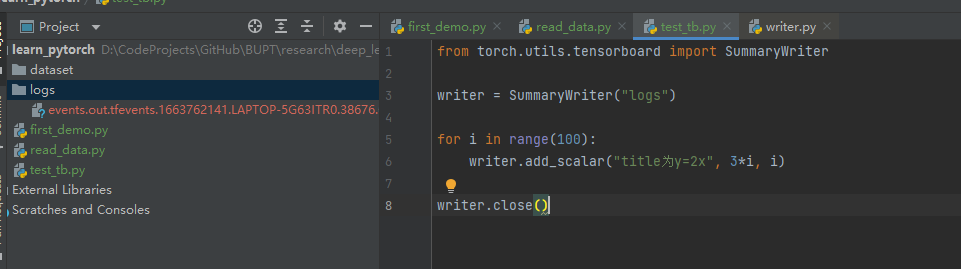 learn_pytorch test_tb.py
Project
learn_pytorch D:\CodeProjects\GitHub\BUPT\research\deep_le
dataset
logs
events.out.tfevents.1663762141.LAPTOP-5G63ITR0.38676.
first_demo.py
read_data.py
test_tb.py
External Libraries
Scratches and Consoles
first_demo.py read_data.py test_tb.py writer.py
1 from torch.utils.tensorboard import SummaryWriter
2
3 writer = SummaryWriter("logs")
4
5 for i in range(100):
6 writer.add_scalar("title为y=2x", 3*i, i)
7
8 writer.close()